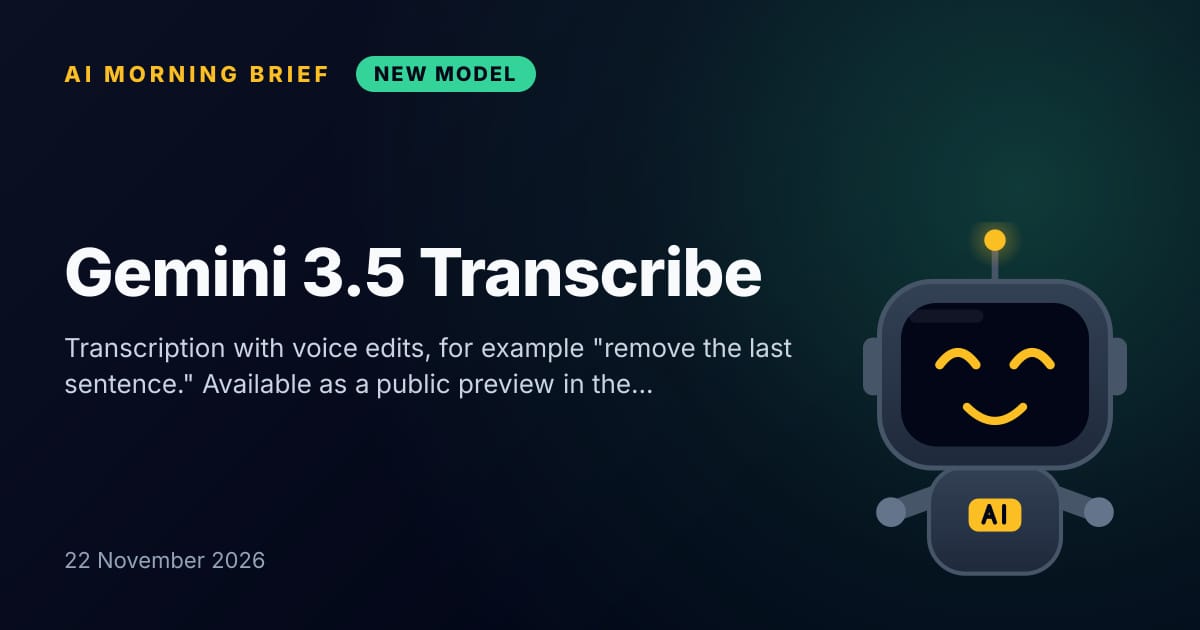 AI MORNING BRIEF
NEW MODEL
Gemini 3.5 Transcribe
Transcription with voice edits, for example "remove the last
sentence." Available as a public preview in the...
AI
22 November 2026